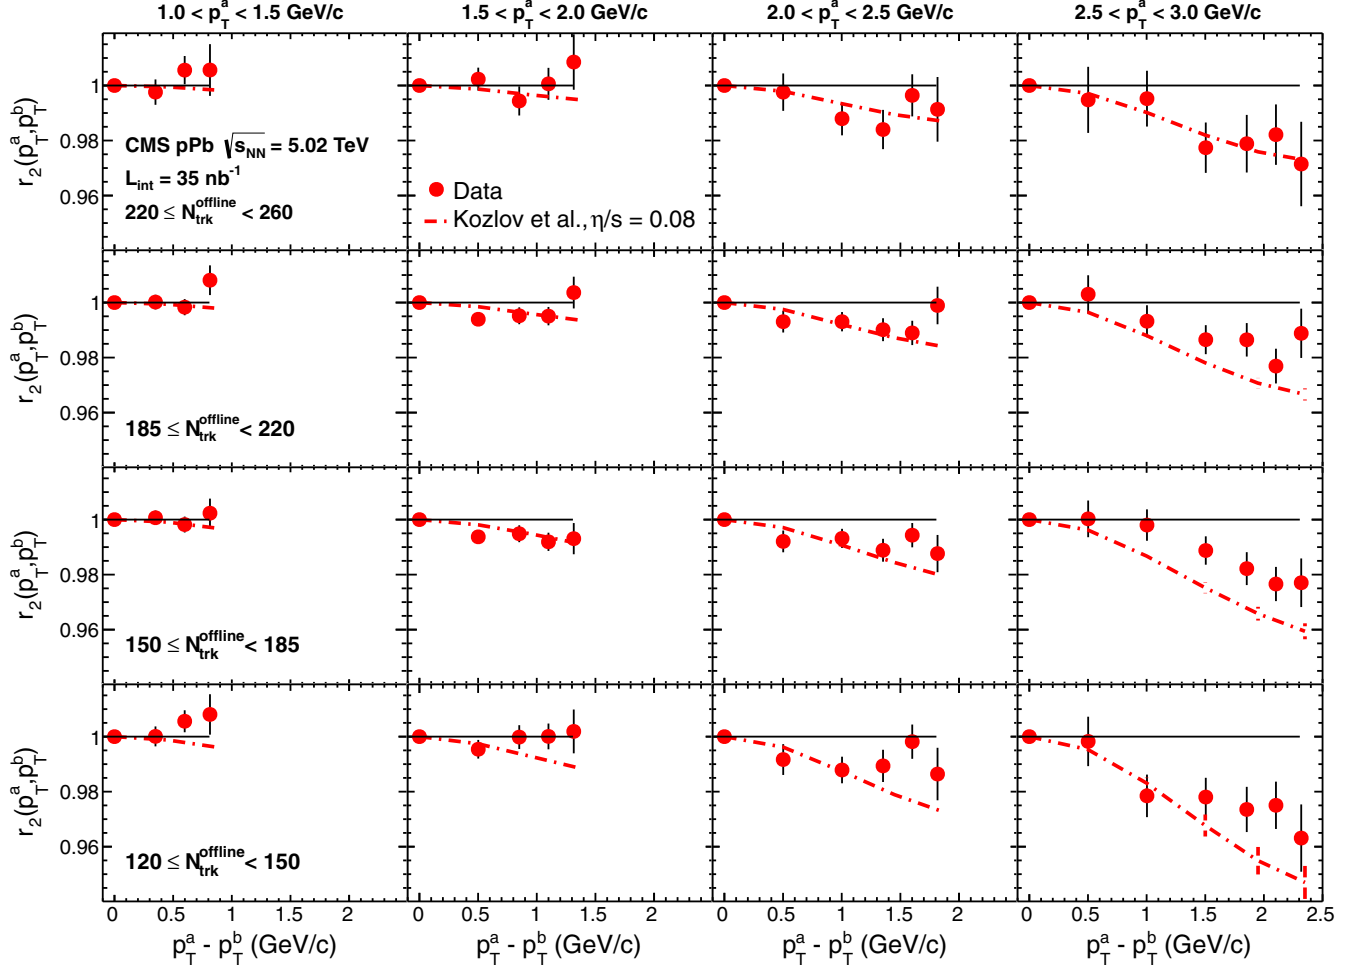 1.0 < p_T^a < 1.5 GeV/c
1.5 < p_T^a < 2.0 GeV/c
2.0 < p_T^a < 2.5 GeV/c
2.5 < p_T^a < 3.0 GeV/c
r_2(p_T^a,p_T^b)
1
0.98
0.96
CMS pPb √s_NN = 5.02 TeV
L_int = 35 nb^-1
220 ≤ N_trk^offline < 260
Data
Kozlov et al., η/s = 0.08
r_2(p_T^a,p_T^b)
1
0.98
0.96
185 ≤ N_trk^offline < 220
r_2(p_T^a,p_T^b)
1
0.98
0.96
150 ≤ N_trk^offline < 185
r_2(p_T^a,p_T^b)
1
0.98
0.96
120 ≤ N_trk^offline < 150
0 0.5 1 1.5 2
0 0.5 1 1.5 2
0 0.5 1 1.5 2
0 0.5 1 1.5 2 2.5
p_T^a - p_T^b (GeV/c)
p_T^a - p_T^b (GeV/c)
p_T^a - p_T^b (GeV/c)
p_T^a - p_T^b (GeV/c)